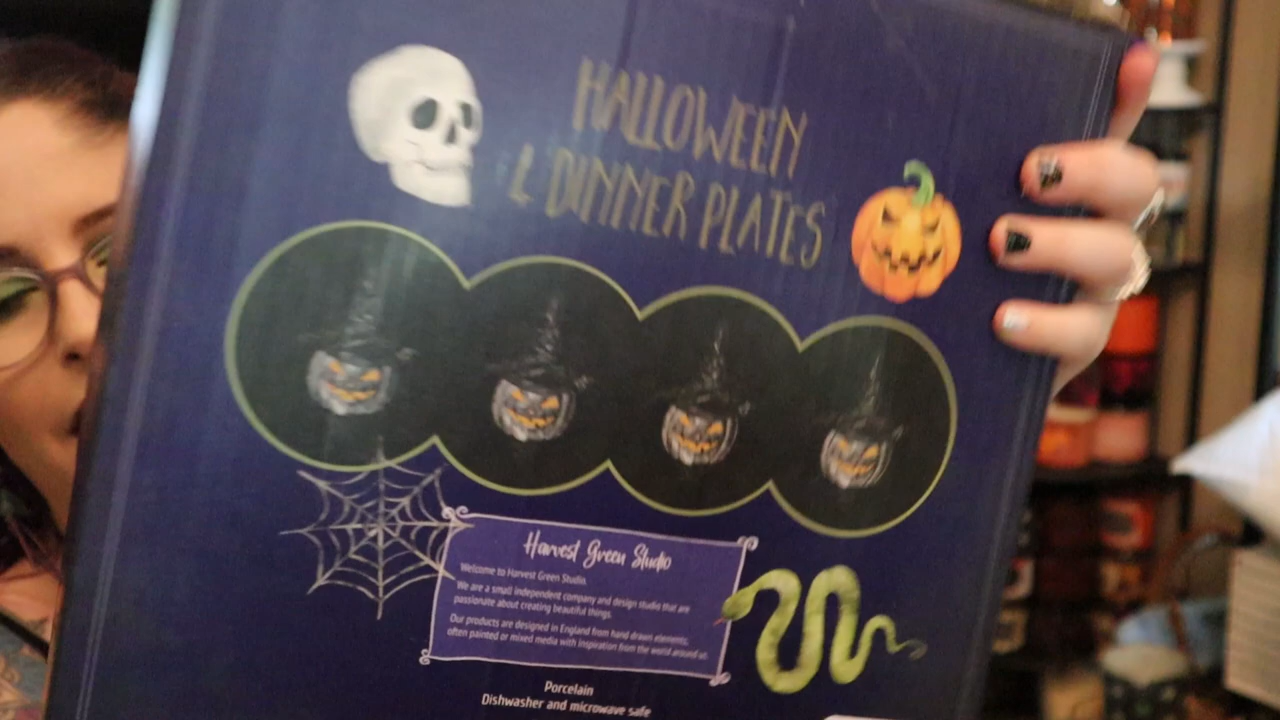 HALLOWEEN
4 DINNER PLATES
Harvest Green Studio
Welcome to Harvest Green Studio.
We are a small independent company and design studio that are
passionate about creating beautiful things.
Our products are designed in England from hand drawn elements,
often painted or mixed media with inspiration from the world around us.
Porcelain
Dishwasher and microwave safe